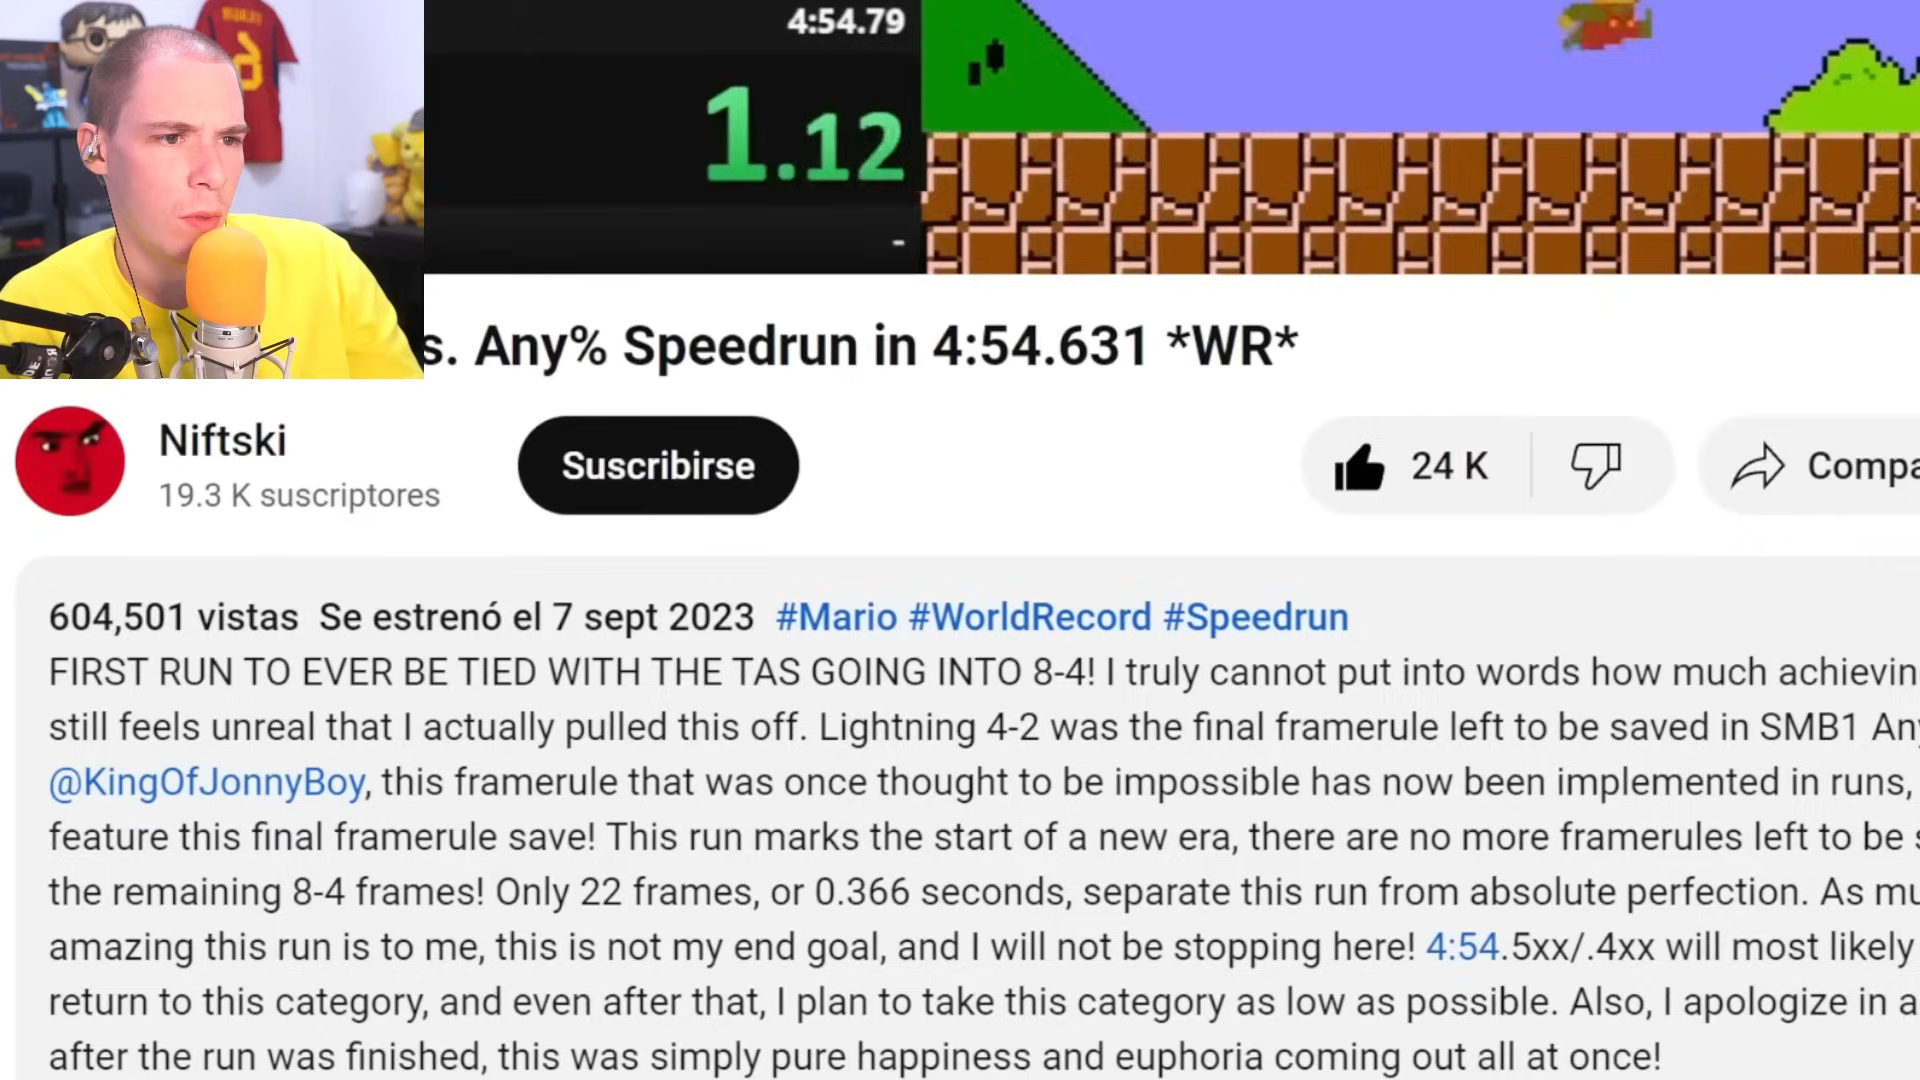 4:54.79
1.12
-
s. Any% Speedrun in 4:54.631 *WR*
Niftski
19.3 K suscriptores
Suscribirse
24 K
Compa
604,501 vistas Se estrenó el 7 sept 2023 #Mario #WorldRecord #Speedrun
FIRST RUN TO EVER BE TIED WITH THE TAS GOING INTO 8-4! I truly cannot put into words how much achievin
still feels unreal that I actually pulled this off. Lightning 4-2 was the final framerule left to be saved in SMB1 Any
@KingOfJonnyBoy, this framerule that was once thought to be impossible has now been implemented in runs,
feature this final framerule save! This run marks the start of a new era, there are no more framerules left to be s
the remaining 8-4 frames! Only 22 frames, or 0.366 seconds, separate this run from absolute perfection. As mu
amazing this run is to me, this is not my end goal, and I will not be stopping here! 4:54.5xx/.4xx will most likely
return to this category, and even after that, I plan to take this category as low as possible. Also, I apologize in a
after the run was finished, this was simply pure happiness and euphoria coming out all at once!